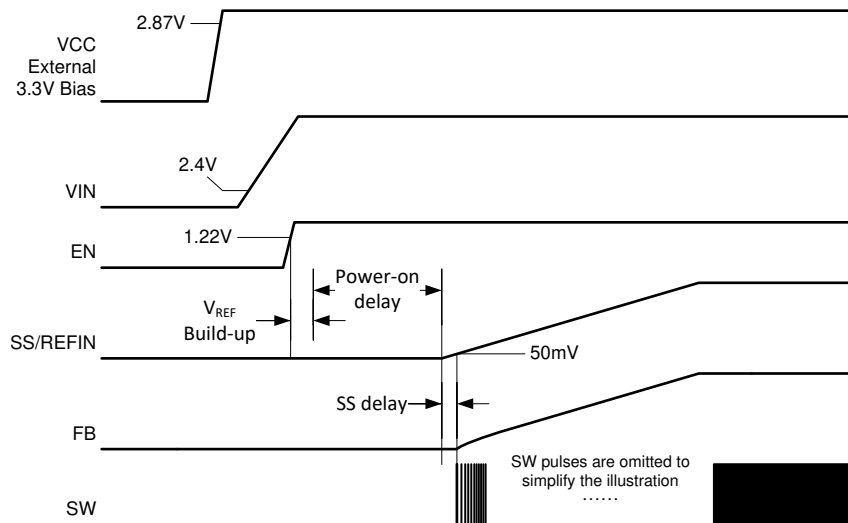 2.87V
VCC
External
3.3V Bias
2.4V
VIN
1.22V
EN
Power-on
delay
VREF
Build-up
SS/REFIN
50mV
SS delay
FB
SW pulses are omitted to
simplify the illustration
......
SW